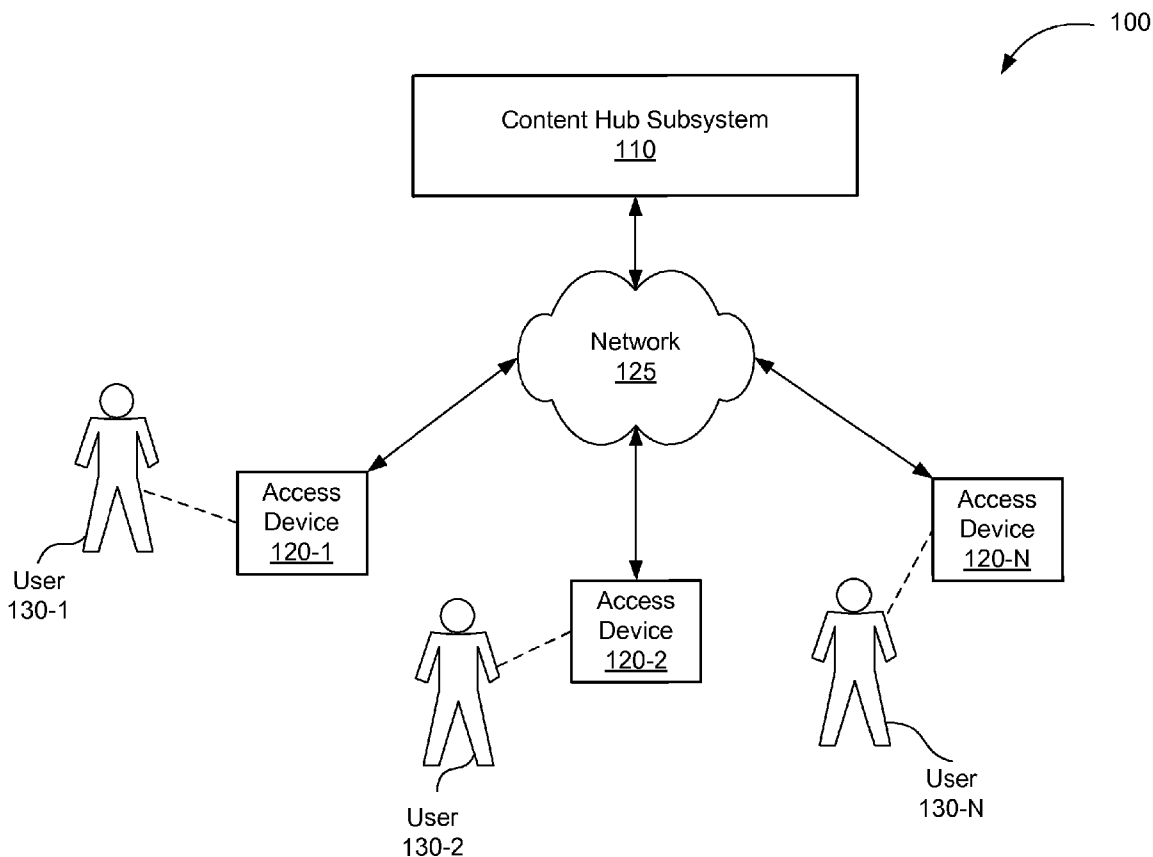 100
Content Hub Subsystem
110
Network
125
Access
Device
120-1
Access
Device
120-N
User
130-1
Access
Device
120-2
User
130-N
User
130-2